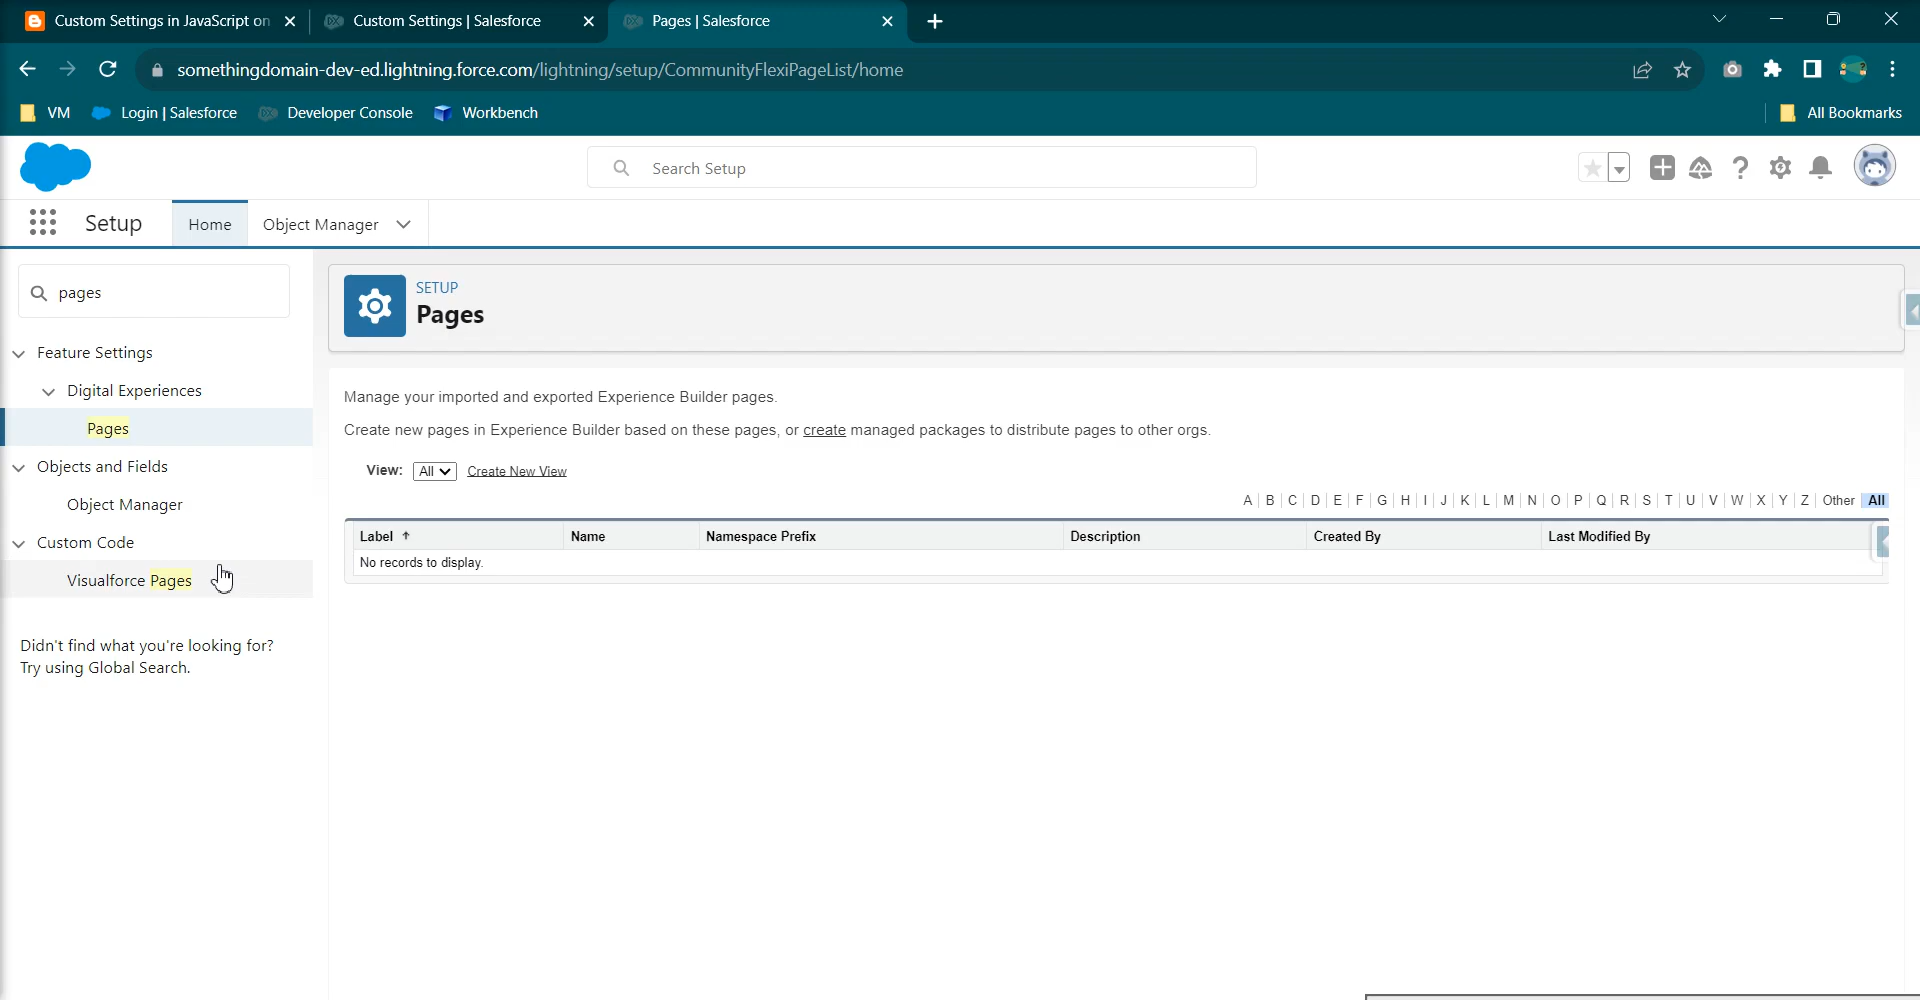 Custom Settings in JavaScript on
Custom Settings | Salesforce
Pages | Salesforce
somethingdomain-dev-ed.lightning.force.com/lightning/setup/CommunityFlexiPageList/home
VM
Login | Salesforce
Developer Console
Workbench
All Bookmarks
Search Setup
Setup
Home
Object Manager
pages
Feature Settings
Digital Experiences
Pages
Objects and Fields
Object Manager
Custom Code
Visualforce Pages
Didn't find what you're looking for?
Try using Global Search.
SETUP
Pages
Manage your imported and exported Experience Builder pages.
Create new pages in Experience Builder based on these pages, or create managed packages to distribute pages to other orgs.
View: All Create New View
A | B | C | D | E | F | G | H | I | J | K | L | M | N | O | P | Q | R | S | T | U | V | W | X | Y | Z | Other All
Label ↑ Name Namespace Prefix Description Created By Last Modified By
No records to display.